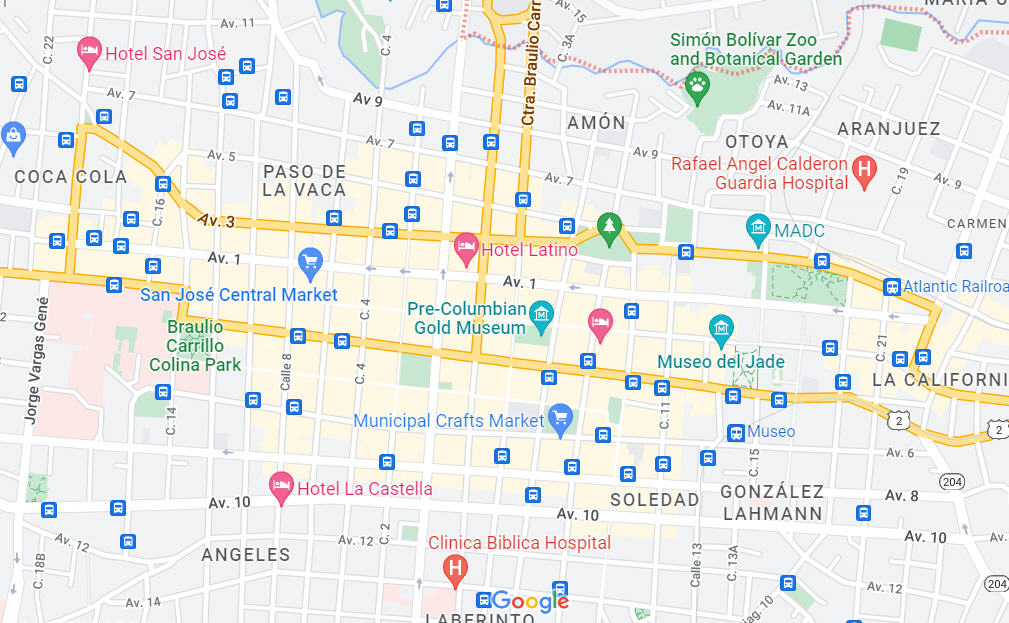 MARÍA
Av. 11
C. 22
Av. 15
C. 3A
C. 4
Ctra. Braulio Carr
Hotel San José
Simón Bolívar Zoo
and Botanical Garden
Av. 13
Av. 7
Av 9
Av. 11A
AMÓN
OTOYA
ARANJUEZ
Av. 7
Av 9
Av. 5
PASO DE
LA VACA
COCA COLA
Rafael Angel Calderon
Guardia Hospital
Av. 7
C. 19
Av. 9
C. 16
Av. 3
CARMEN
MADC
Hotel Latino
Av. 1
Av. 1
San José Central Market
Atlantic Railroa
C. 4
Pre-Columbian
Gold Museum
Jorge Vargas Gené
Braulio
Carrillo
Colina Park
Museo del Jade
Calle 8
C. 4
C. 21
LA CALIFORNI
C. 14
C. 11
Municipal Crafts Market
2
2
Museo
Av. 6
C. 15
204
Hotel La Castella
SOLEDAD
GONZÁLEZ
LAHMANN
Av. 8
Av. 10
Av. 10
Av. 10
C. 2
Av. 12
ANGELES
Av. 12
Clinica Biblica Hospital
C. 18B
Calle 13
C. 13A
Av. 12
204
Av. 14
Google
Diag. 10
LABERINTO